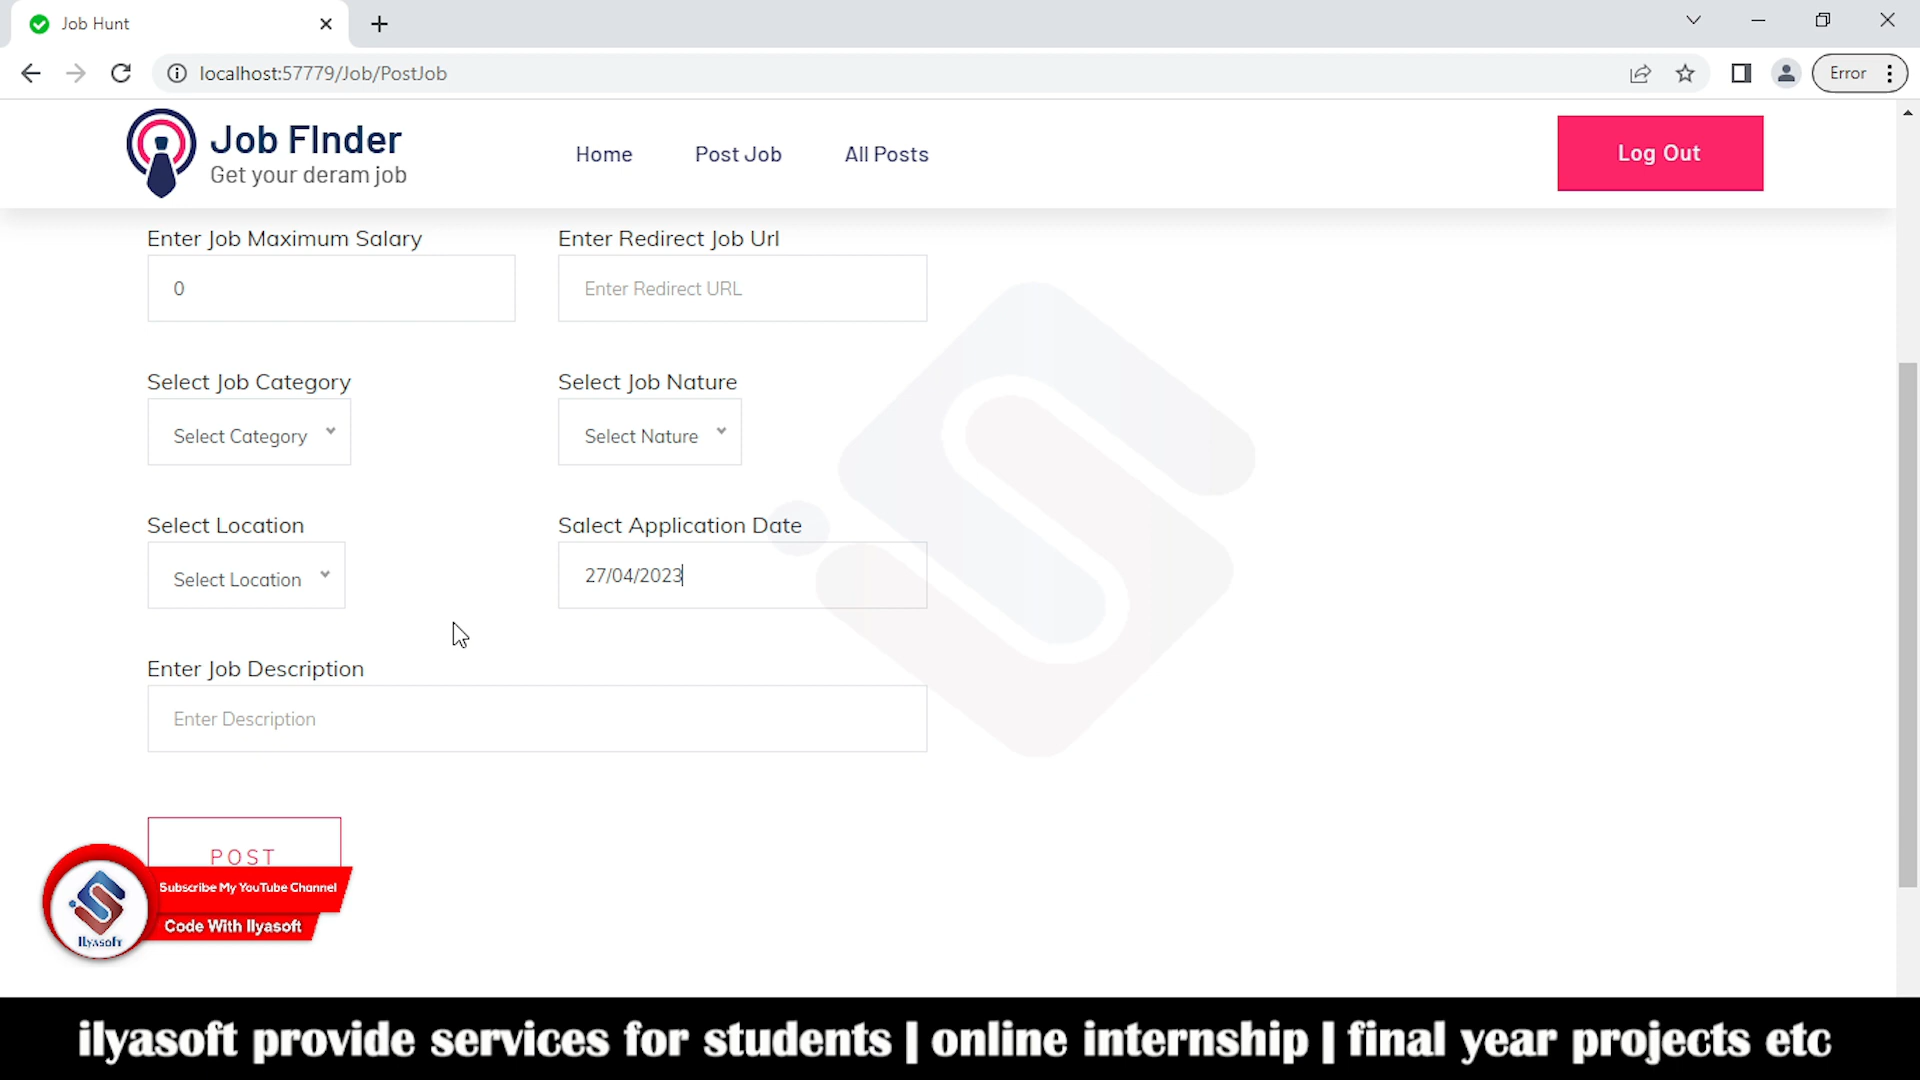 Job Hunt
localhost:57779/Job/PostJob
Error
Job FInder
Get your deram job
Home
Post Job
All Posts
Log Out
Enter Job Maximum Salary
Enter Redirect Job Url
0
Enter Redirect URL
Select Job Category
Select Job Nature
Select Category
Select Nature
Select Location
Salect Application Date
Select Location
27/04/2023
Enter Job Description
Enter Description
POST
Subscribe My YouTube Channel
Code With Ilyasoft
Ilyasoft
ilyasoft provide services for students | online internship | final year projects etc